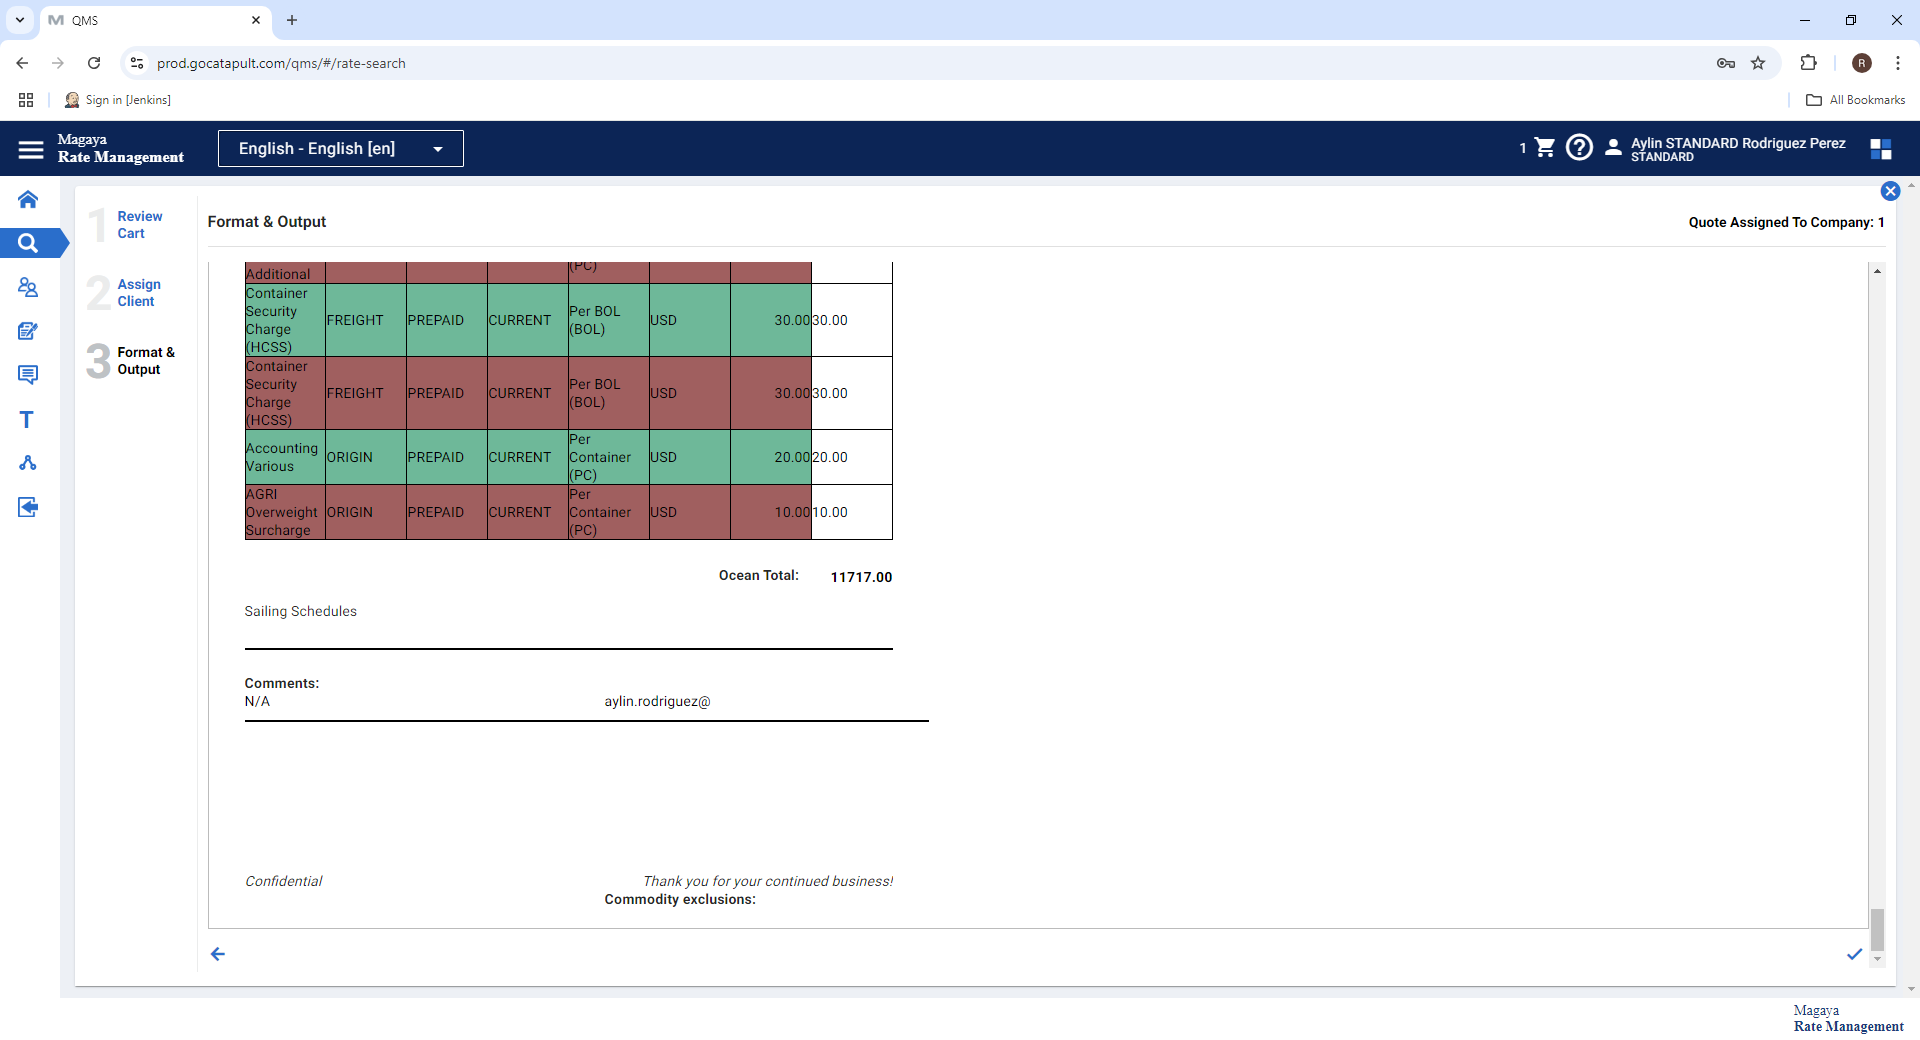 QMS
prod.gocatapult.com/qms/#/rate-search
R
Sign in [Jenkins]
All Bookmarks
Magaya
Rate Management
English - English [en]
1
Aylin STANDARD Rodriguez Perez
STANDARD
1 Review Cart
2 Assign Client
3 Format & Output
Format & Output
Quote Assigned To Company: 1
Additional (PC)
Container Security Charge (HCSS) FREIGHT PREPAID CURRENT Per BOL (BOL) USD 30.00 30.00
Container Security Charge (HCSS) FREIGHT PREPAID CURRENT Per BOL (BOL) USD 30.00 30.00
Accounting Various ORIGIN PREPAID CURRENT Per Container (PC) USD 20.00 20.00
AGRI Overweight Surcharge ORIGIN PREPAID CURRENT Per Container (PC) USD 10.00 10.00
Ocean Total: 11717.00
Sailing Schedules
Comments:
N/A aylin.rodriguez@
Confidential Thank you for your continued business!
Commodity exclusions:
Magaya
Rate Management